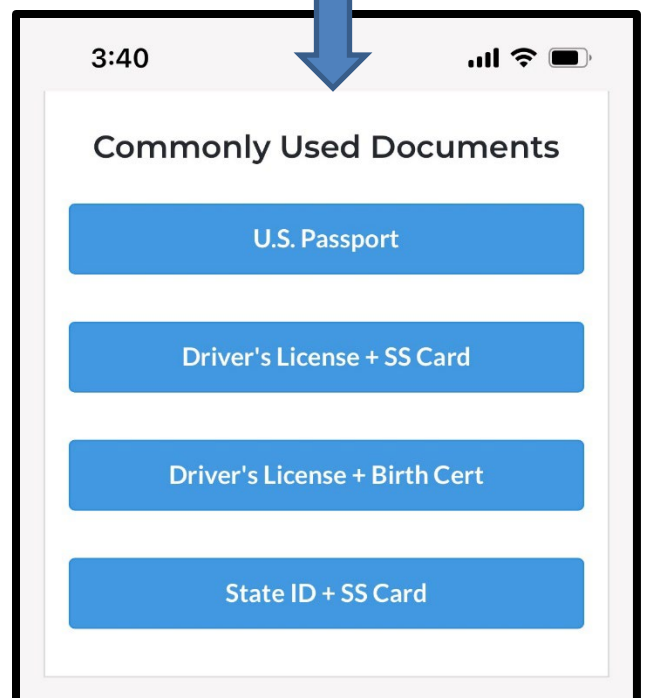 3:40
Commonly Used Documents
U.S. Passport
Driver's License + SS Card
Driver's License + Birth Cert
State ID + SS Card